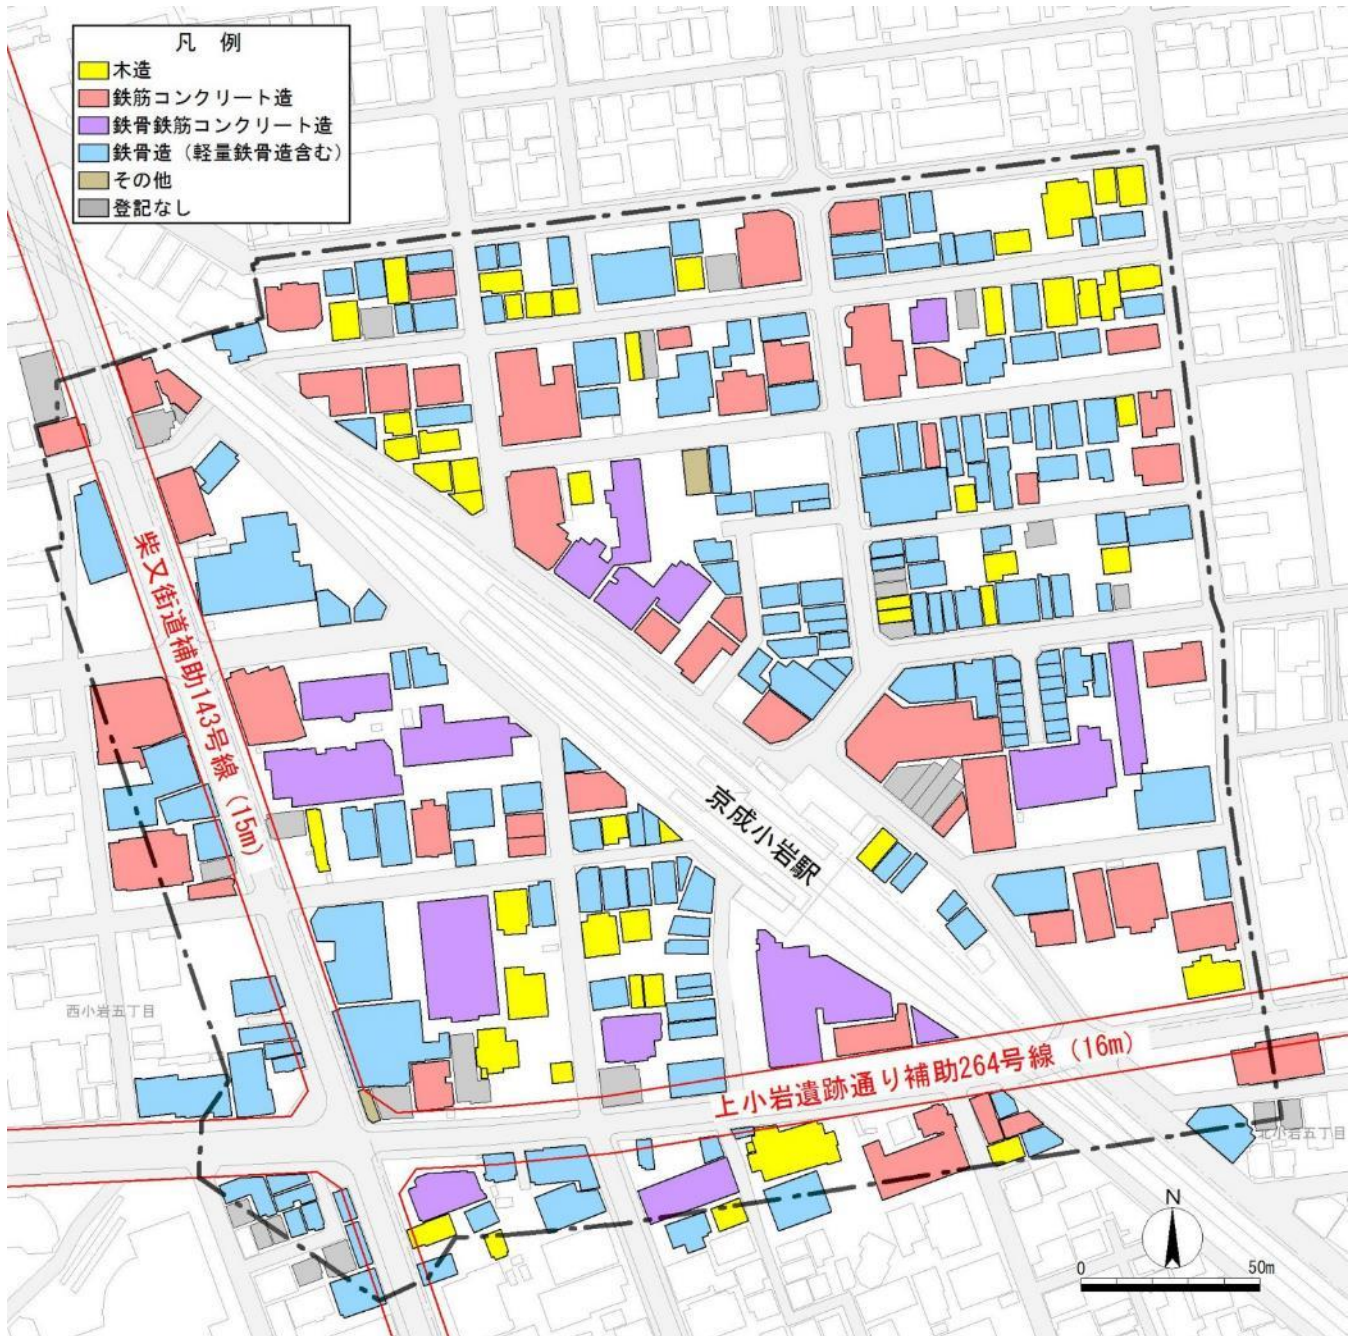 凡 例
木造
鉄筋コンクリート造
鉄骨鉄筋コンクリート造
鉄骨造（軽量鉄骨造含む）
その他
登記なし
柴又街道補助143号線（15m）
京成小岩駅
西小岩五丁目
上小岩遺跡通り補助264号線（16m）
北小岩五丁目
N
0 50m